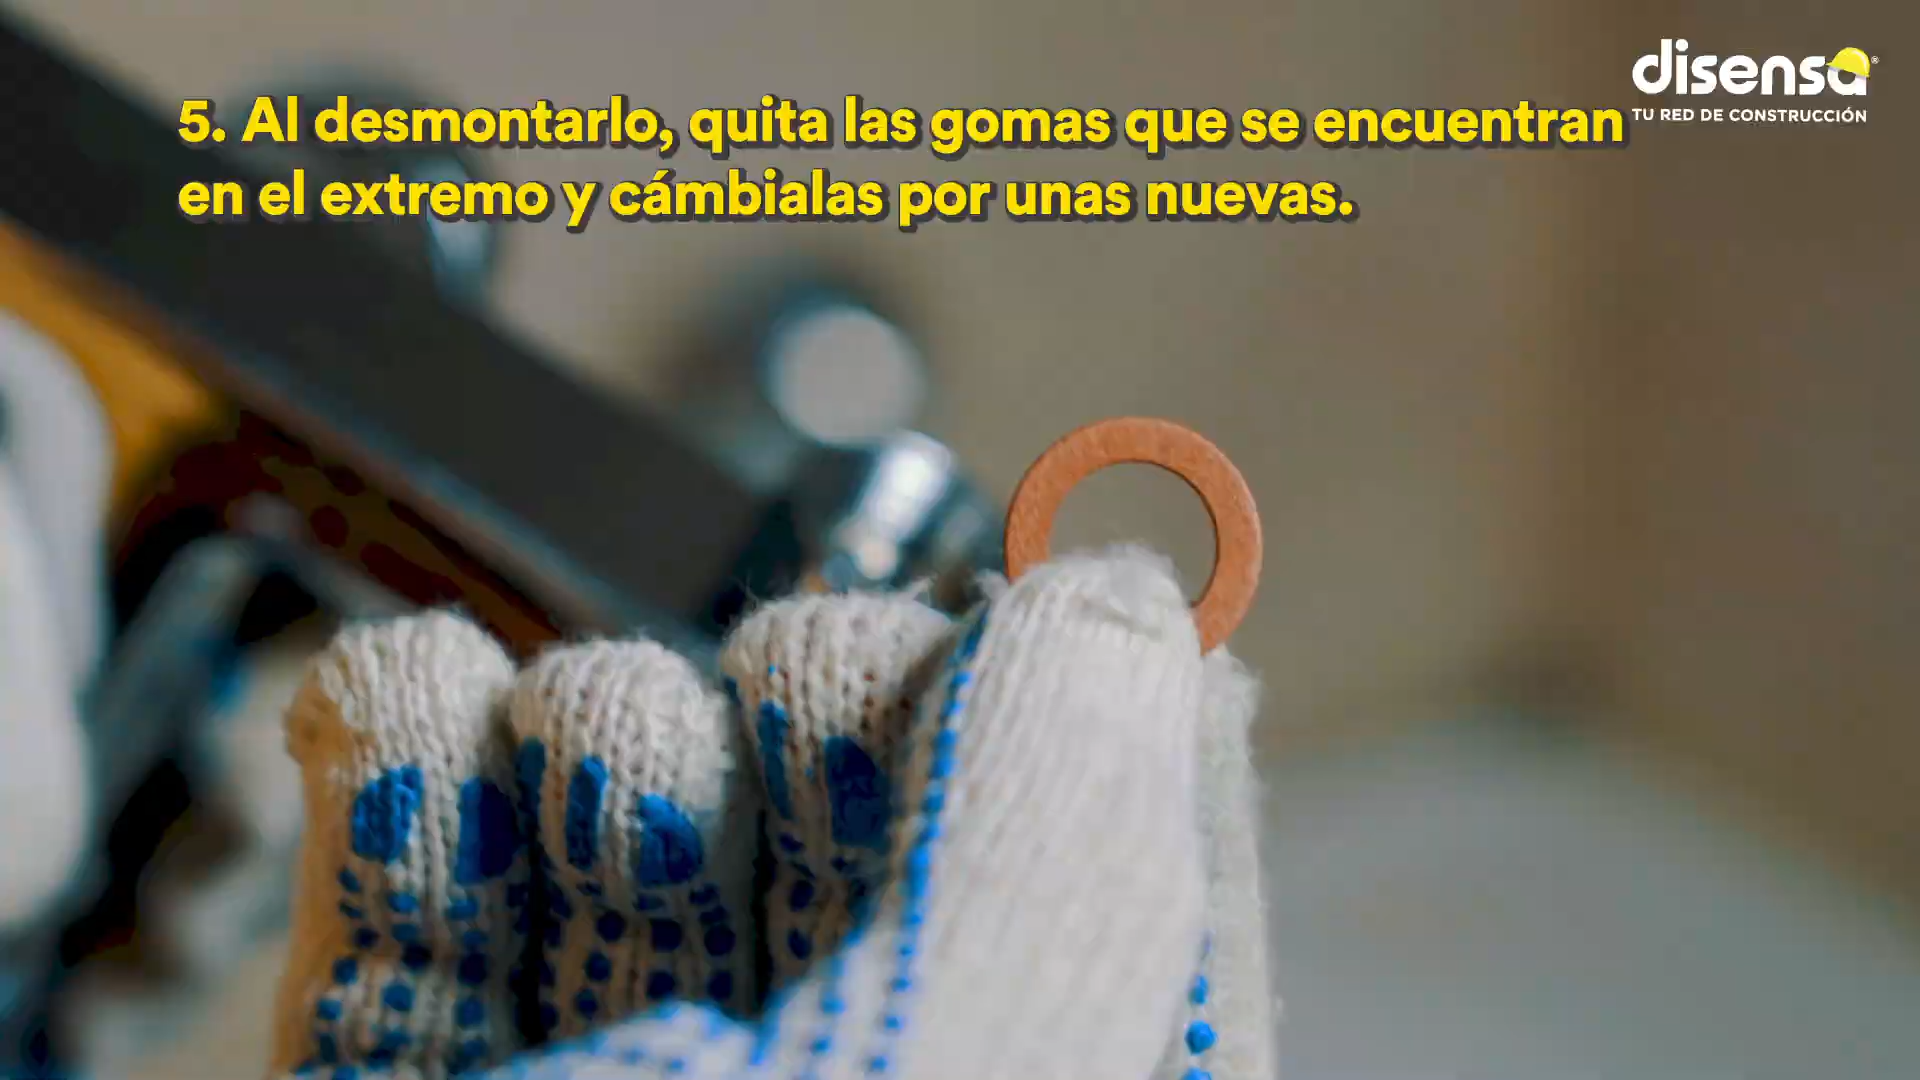 5. Al desmontarlo, quita las gomas que se encuentran
en el extremo y cámbialas por unas nuevas.
disensa®
TU RED DE CONSTRUCCIÓN